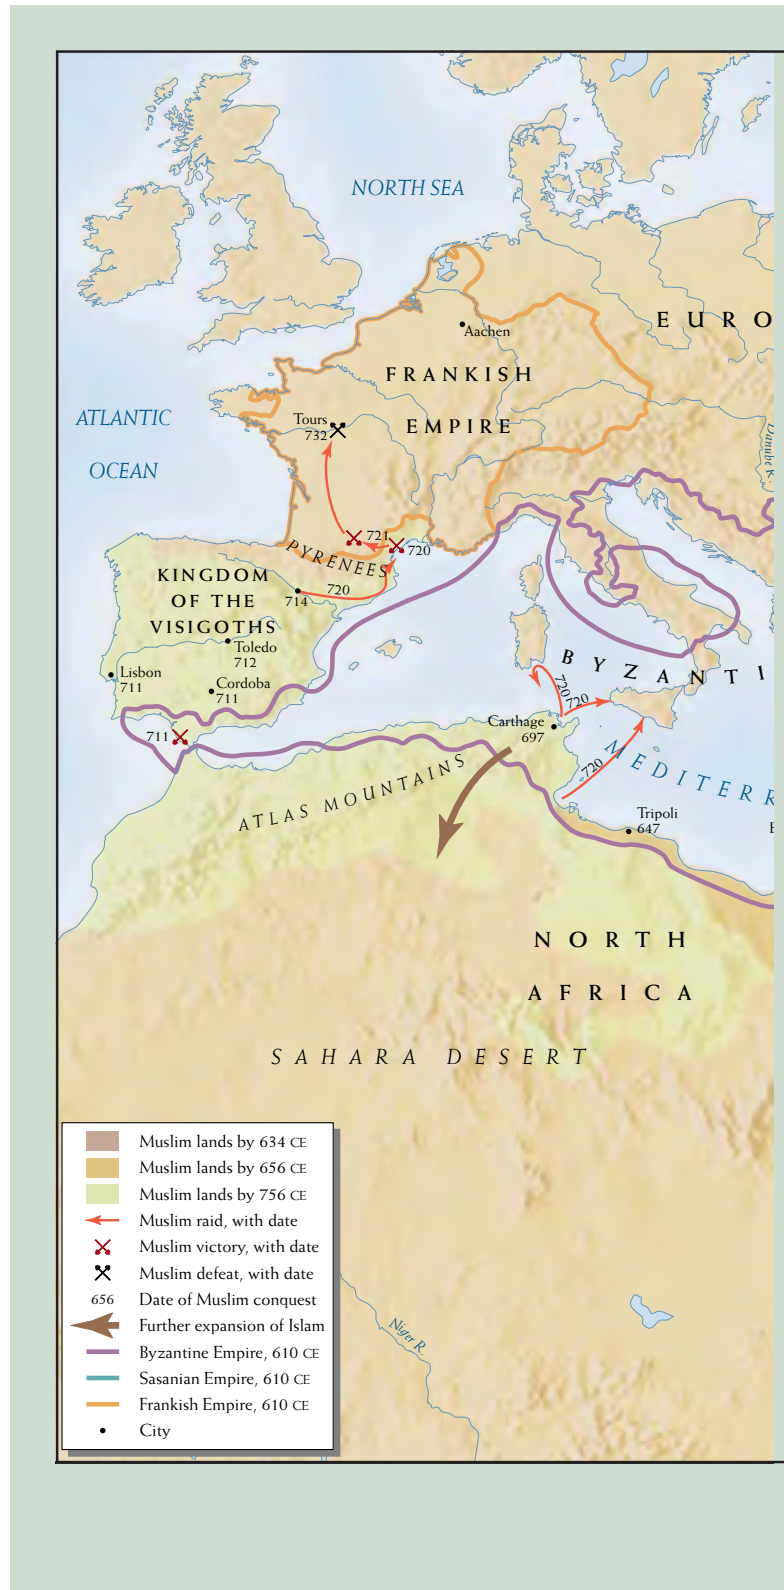 NORTH SEA
EURO
Aachen
FRANKISH
EMPIRE
ATLANTIC
OCEAN
Tours
732
Danube R.
721
720
PYRENEES
KINGDOM
OF THE
VISIGOTHS
714
720
Toledo
712
Lisbon
711
Cordoba
711
BYZANTI
720
720
Carthage
697
711
MEDITERR
720
ATLAS MOUNTAINS
Tripoli
647
NORTH
AFRICA
SAHARA DESERT
Muslim lands by 634 CE
Muslim lands by 656 CE
Muslim lands by 756 CE
Muslim raid, with date
Muslim victory, with date
Muslim defeat, with date
656 Date of Muslim conquest
Further expansion of Islam
Byzantine Empire, 610 CE
Sasanian Empire, 610 CE
Frankish Empire, 610 CE
City
Niger R.